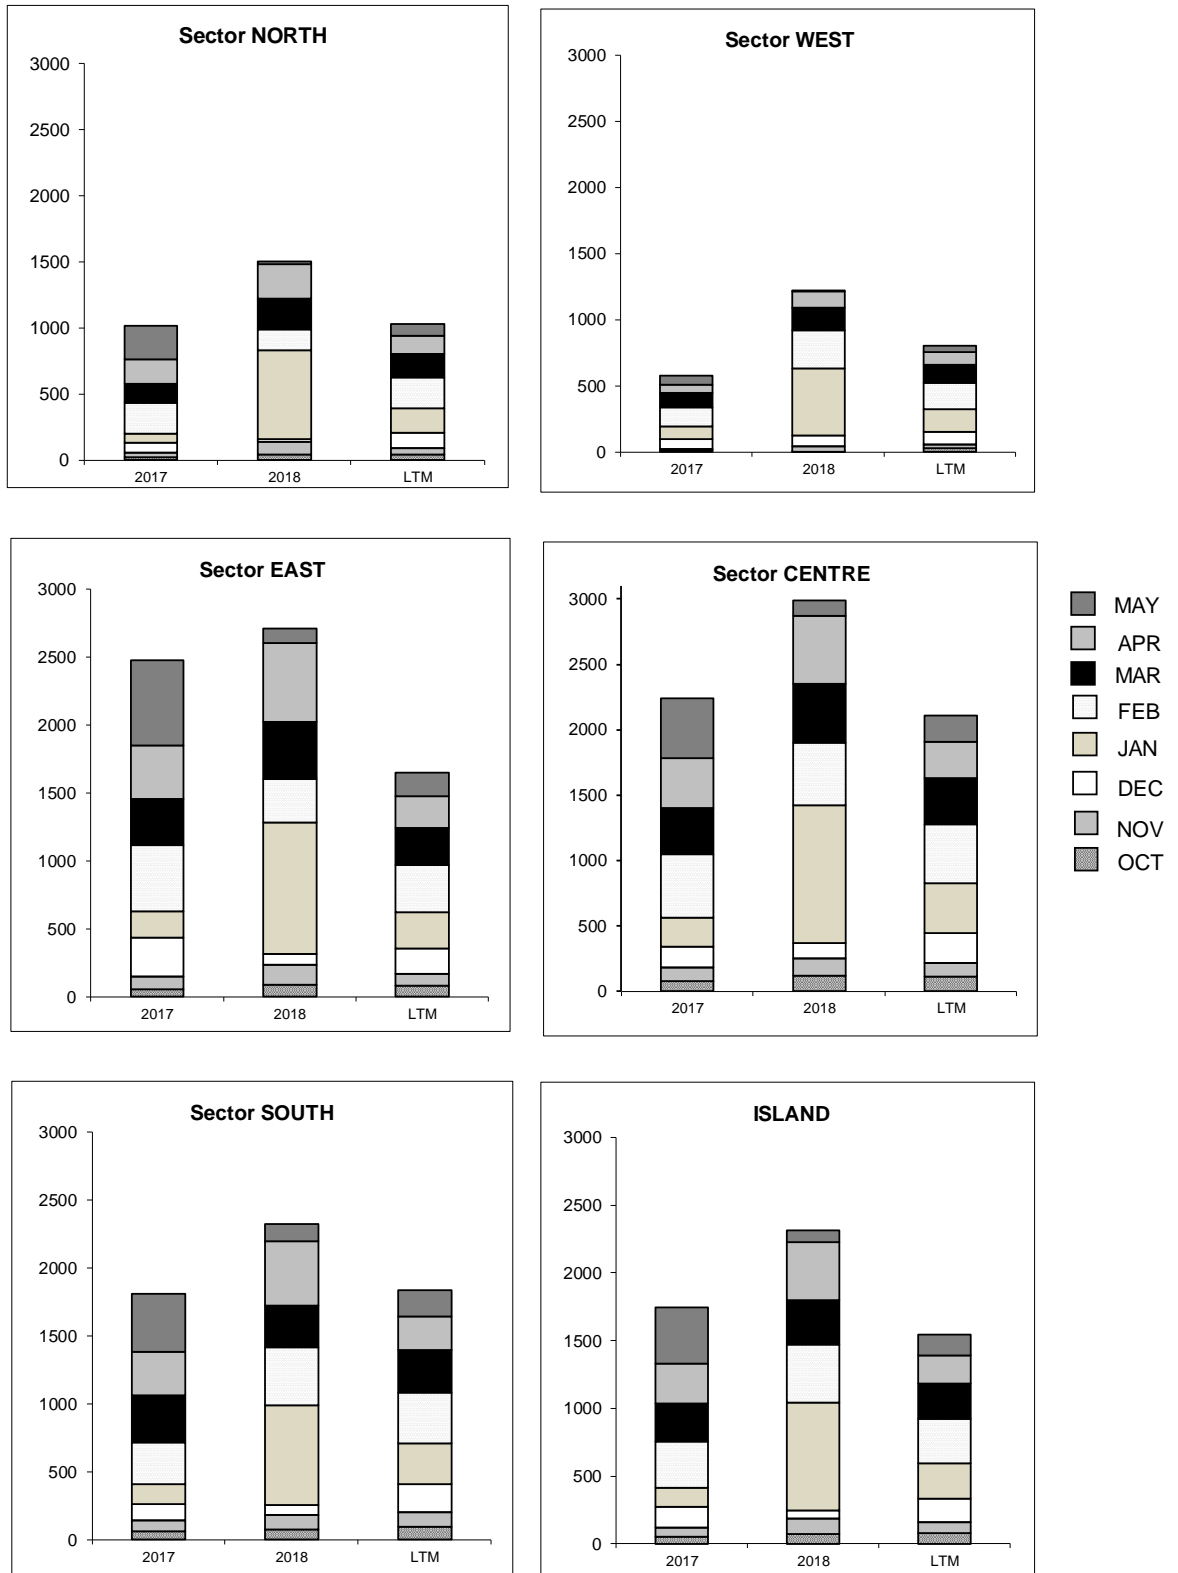 Sector NORTH
3000
2500
2000
1500
1000
500
0
2017 2018 LTM
Sector WEST
3000
2500
2000
1500
1000
500
0
2017 2018 LTM
Sector EAST
3000
2500
2000
1500
1000
500
0
2017 2018 LTM
Sector CENTRE
3000
2500
2000
1500
1000
500
0
2017 2018 LTM
MAY
APR
MAR
FEB
JAN
DEC
NOV
OCT
Sector SOUTH
3000
2500
2000
1500
1000
500
0
2017 2018 LTM
ISLAND
3000
2500
2000
1500
1000
500
0
2017 2018 LTM